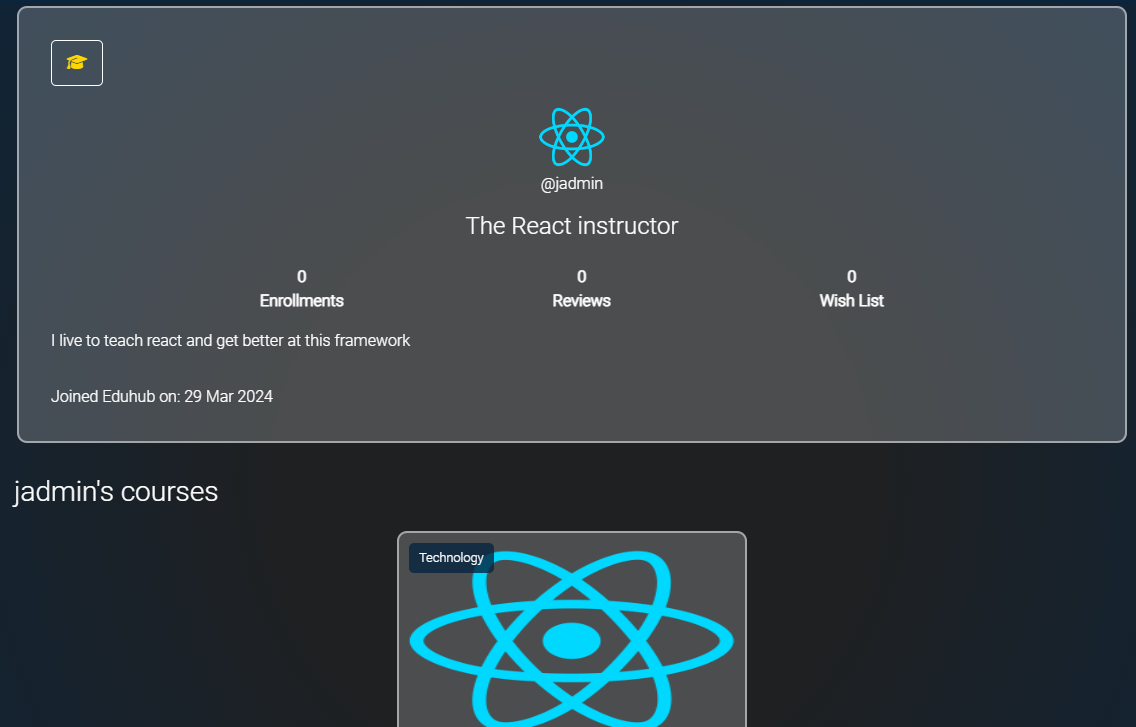 @jadmin
The React instructor
0 0 0
Enrollments Reviews Wish List
I live to teach react and get better at this framework
Joined Eduhub on: 29 Mar 2024
jadmin's courses
Technology